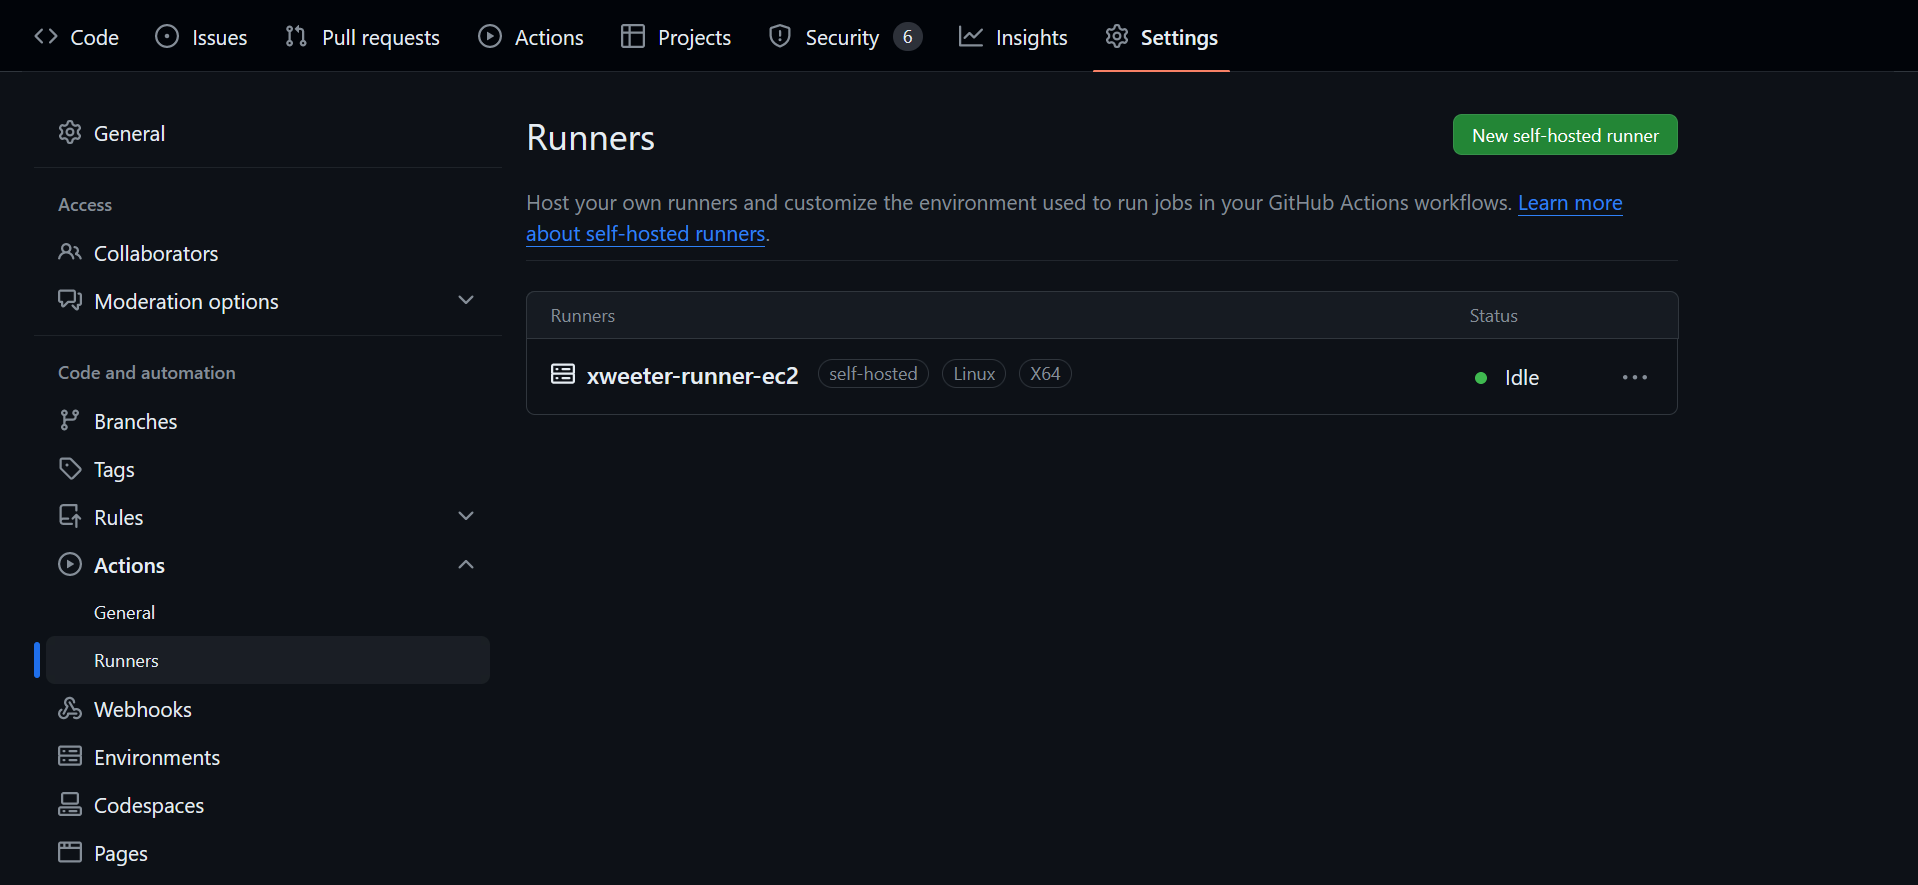 Code Issues Pull requests Actions Projects Security 6 Insights Settings
General
Access
Collaborators
Moderation options
Code and automation
Branches
Tags
Rules
Actions
General
Runners
Webhooks
Environments
Codespaces
Pages
Runners
New self-hosted runner
Host your own runners and customize the environment used to run jobs in your GitHub Actions workflows. Learn more
about self-hosted runners.
Runners Status
xweeter-runner-ec2 self-hosted Linux X64 Idle